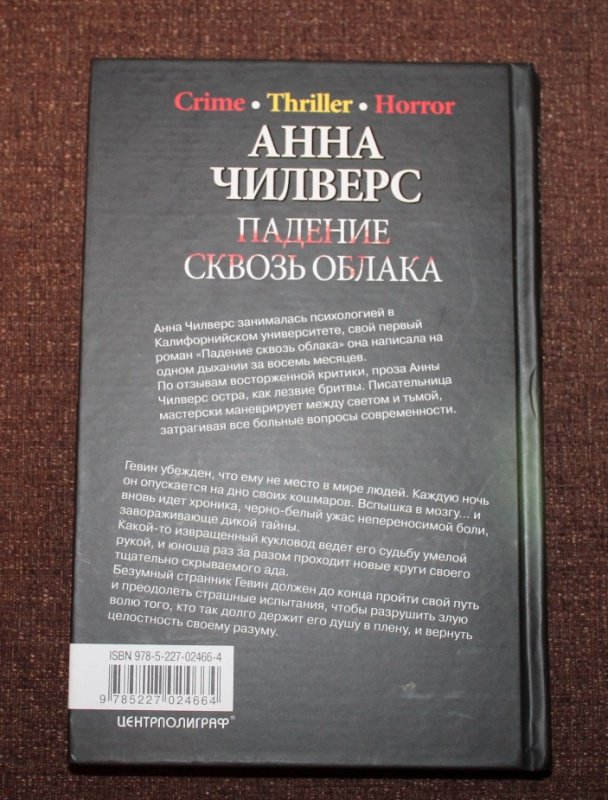 Crime • Thriller • Horror
АННА
ЧИЛВЕРС
ПАДЕНИЕ
СКВОЗЬ ОБЛАКА
Анна Чилверс занималась психологией в
Калифорнийском университете, свой первый
роман «Падение сквозь облака» она написала на
одном дыхании за восемь месяцев.
По отзывам восторженной критики, проза Анны
Чилверс остра, как лезвие бритвы. Писательница
мастерски маневрирует между светом и тьмой,
затрагивая все больные вопросы современности.
Гевин убежден, что ему не место в мире людей. Каждую ночь
он опускается на дно своих кошмаров. Вспышка в мозгу... и
вновь идет хроника, черно-белый ужас непереносимой боли,
завораживающе дикой тайны.
Какой-то извращенный кукловод ведет его судьбу умелой
рукой, и юноша раз за разом проходит новые круги своего
тщательно скрываемого ада.
Безумный странник Гевин должен до конца пройти свой путь
и преодолеть страшные испытания, чтобы разрушить злую
волю того, кто так долго держит его душу в плену, и вернуть
целостность своему разуму.
ISBN 978-5-227-02466-4
9 785227 024664
ЦЕНТРПОЛИГРАФ®